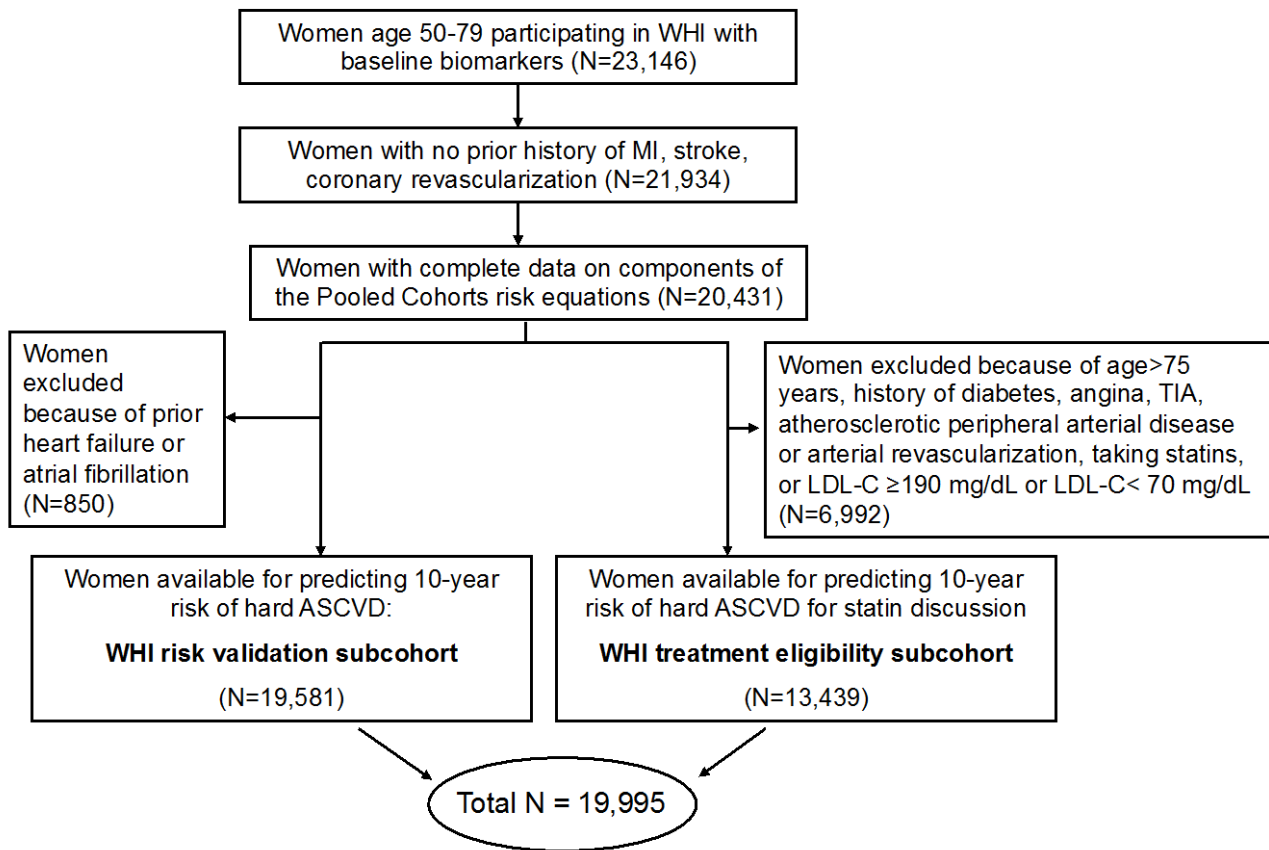 Women age 50-79 participating in WHI with
baseline biomarkers (N=23,146)
Women with no prior history of MI, stroke,
coronary revascularization (N=21,934)
Women with complete data on components of
the Pooled Cohorts risk equations (N=20,431)
Women
excluded
because of prior
heart failure or
atrial fibrillation
(N=850)
Women excluded because of age>75
years, history of diabetes, angina, TIA,
atherosclerotic peripheral arterial disease
or arterial revascularization, taking statins,
or LDL-C ≥190 mg/dL or LDL-C< 70 mg/dL
(N=6,992)
Women available for predicting 10-year
risk of hard ASCVD:
WHI risk validation subcohort
(N=19,581)
Women available for predicting 10-year
risk of hard ASCVD for statin discussion
WHI treatment eligibility subcohort
(N=13,439)
Total N = 19,995